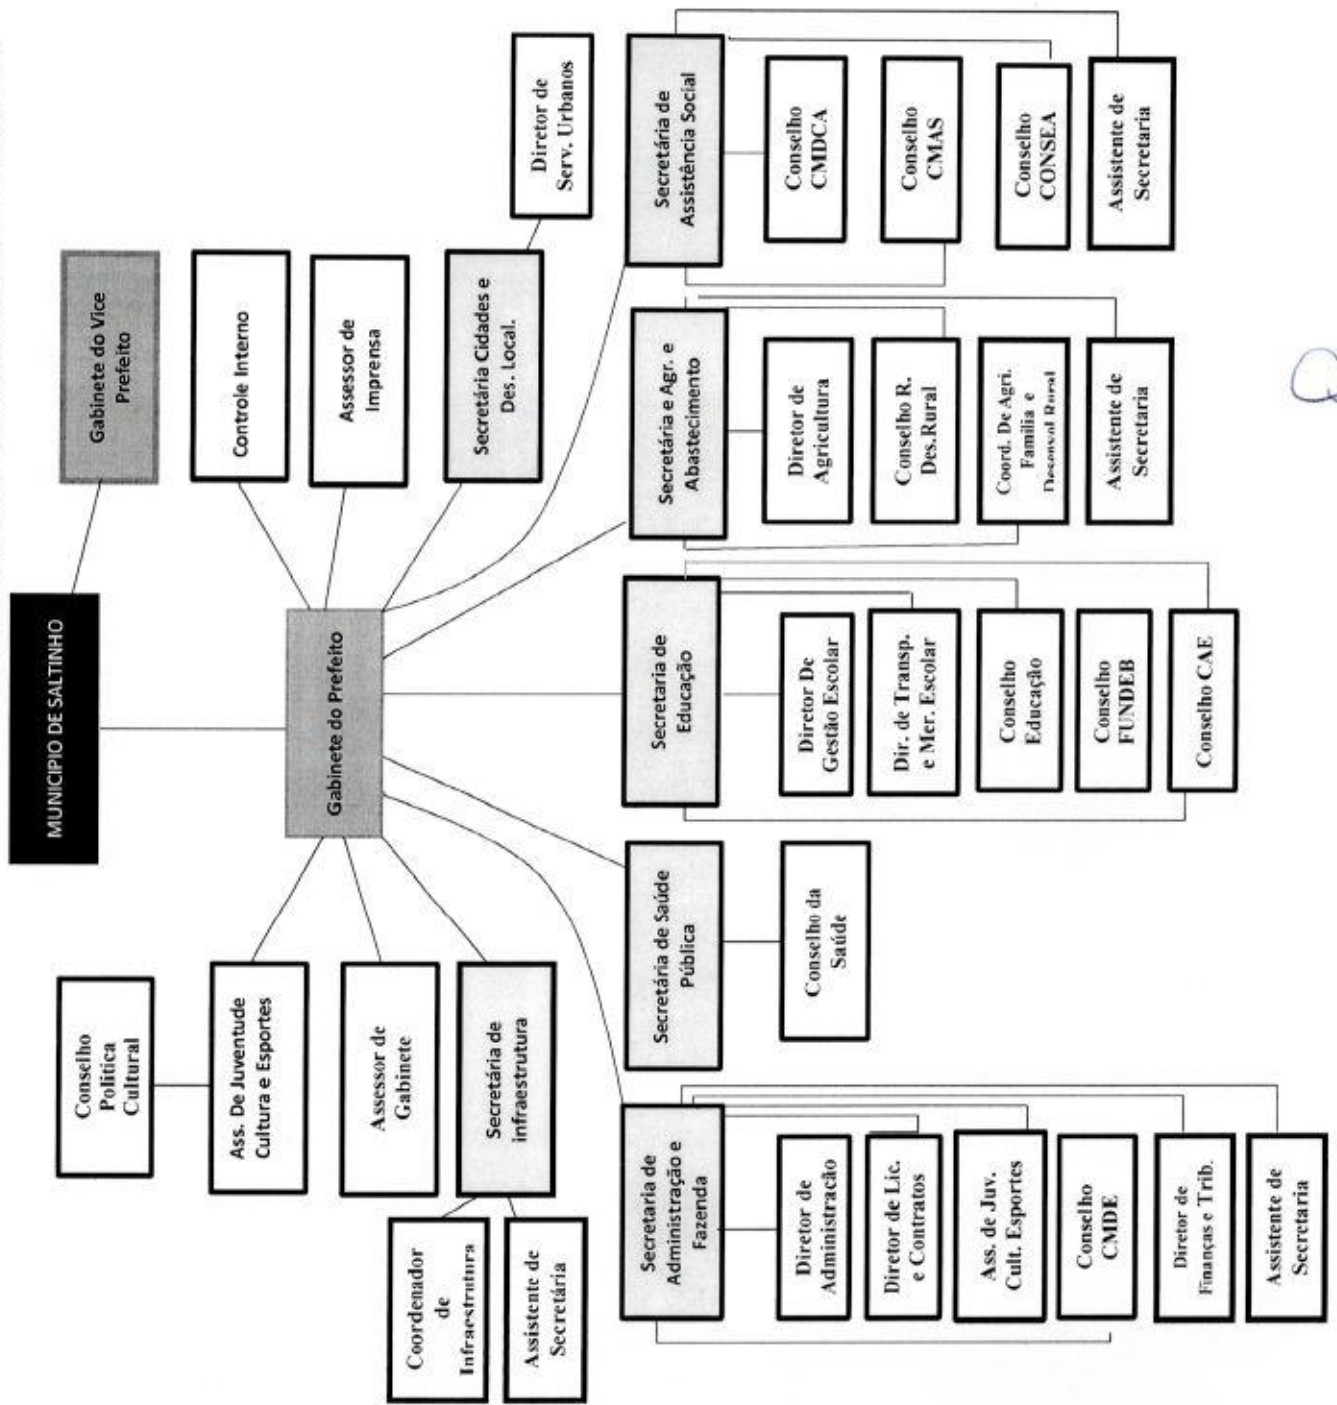 MUNICIPIO DE SALTINHO
Gabinete do Vice
Prefeito
Gabinete do Prefeito
Conselho
Politica
Cultural
Ass. De Juventude
Cultura e Esportes
Assessor de
Gabinete
Secretária de
infraestrutura
Coordenador
de
Infraestrutura
Assistente de
Secretária
Controle Interno
Assessor de
Imprensa
Secretária Cidades e
Des. Local.
Diretor de
Serv. Urbanos
Secretaria de
Administração e
Fazenda
Diretor de
Administração
Diretor de Lic.
e Contratos
Ass. de Juv.
Cult. Esportes
Conselho
CMDE
Diretor de
Finanças e Trib.
Assistente de
Secretaria
Secretária de Saúde
Pública
Conselho da
Saúde
Secretaria de
Educação
Diretor De
Gestão Escolar
Dir. de Transp.
e Mer. Escolar
Conselho
Educação
Conselho
FUNDEB
Conselho CAE
Secretária e Agr. e
Abastecimento
Diretor de
Agricultura
Conselho R.
Des.Rural
Coord. De Agri.
Familia e
Desenvol Rural
Assistente de
Secretaria
Secretária de
Assistência Social
Conselho
CMDCA
Conselho
CMAS
Conselho
CONSEA
Assistente de
Secretaria